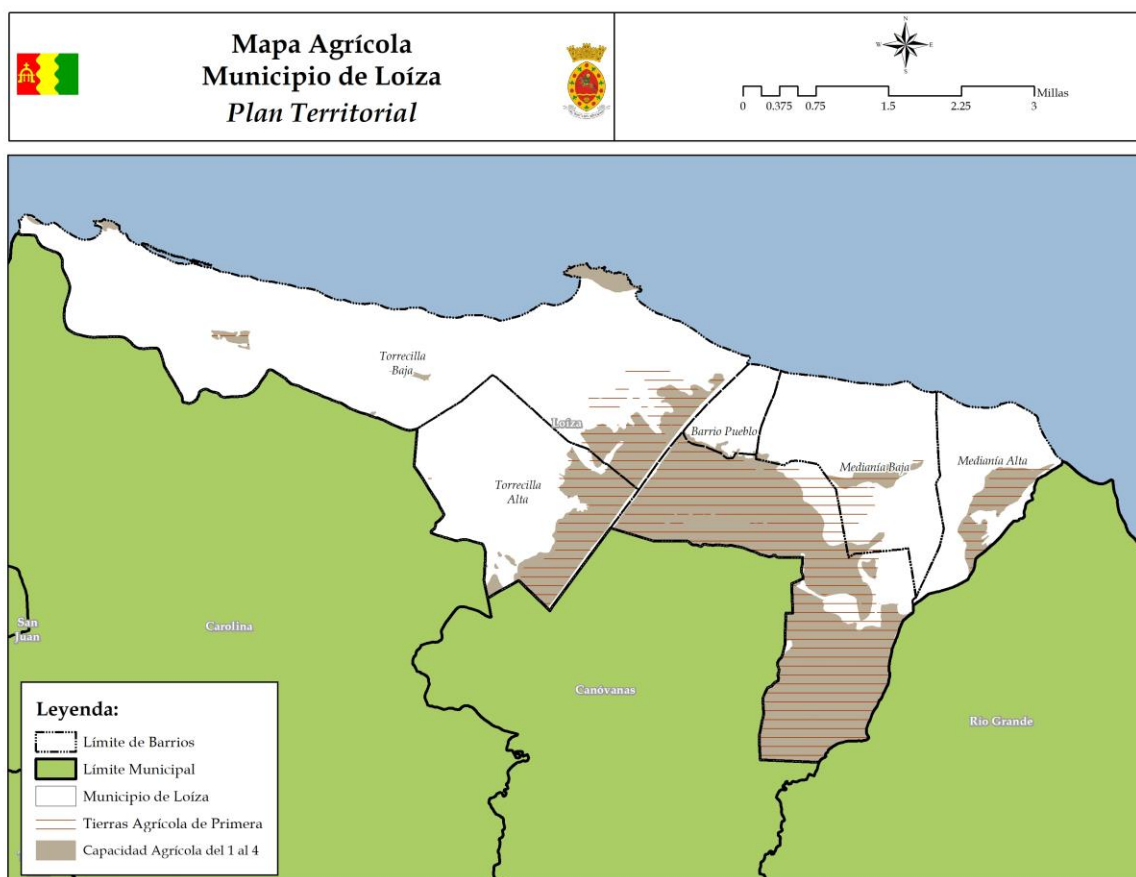 Mapa Agrícola
Municipio de Loíza
Plan Territorial
N
W
E
S
Millas
0
0.375
0.75
1.5
2.25
3
Torrecilla
Baja
Loíza
Barrio Pueblo
Medianía Baja
Medianía Alta
Torrecilla
Alta
San
Juan
Carolina
Canóvanas
Río Grande
Leyenda:
Límite de Barrios
Límite Municipal
Municipio de Loíza
Tierras Agrícola de Primera
Capacidad Agrícola del 1 al 4